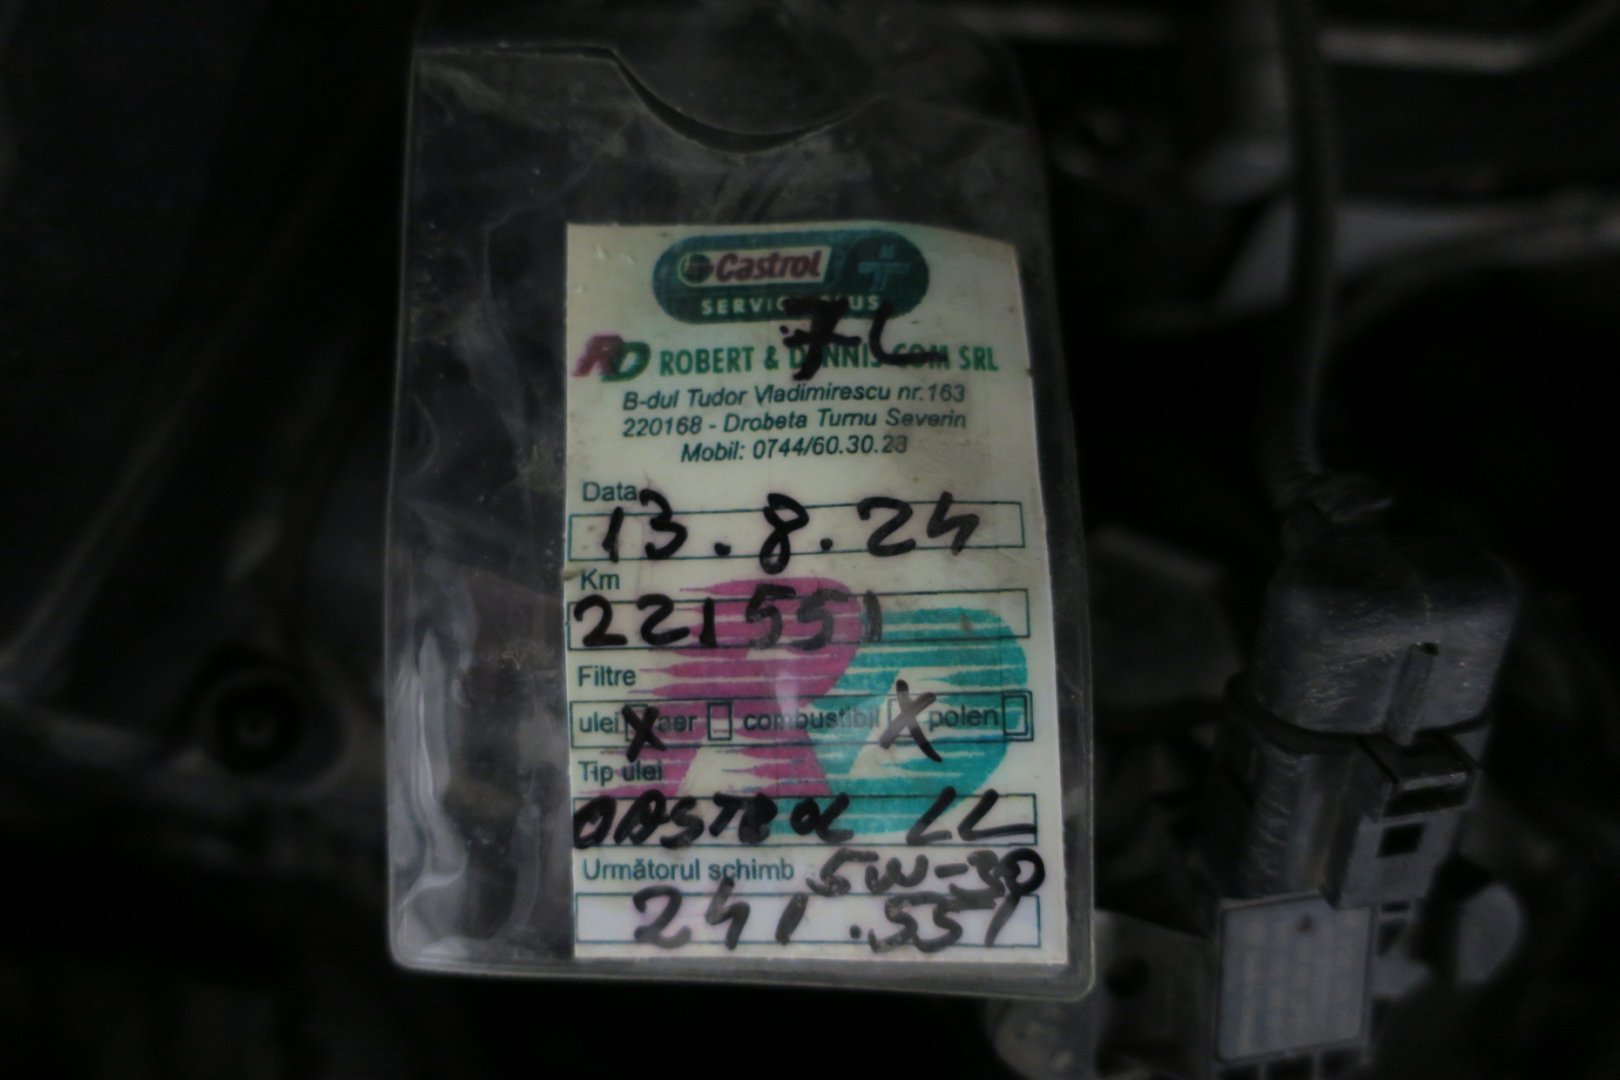 Castrol
SERVICE PLUS
7L
RD ROBERT & DENNIS COM SRL
B-dul Tudor Vladimirescu nr.163
220168 - Drobeta Turnu Severin
Mobil: 0744/60.30.23
Data
13.8.24
Km
221551
Filtre
ulei X aer combustibil X polen
Tip ulei
CASTROL LL
5W-30
Următorul schimb
241.551